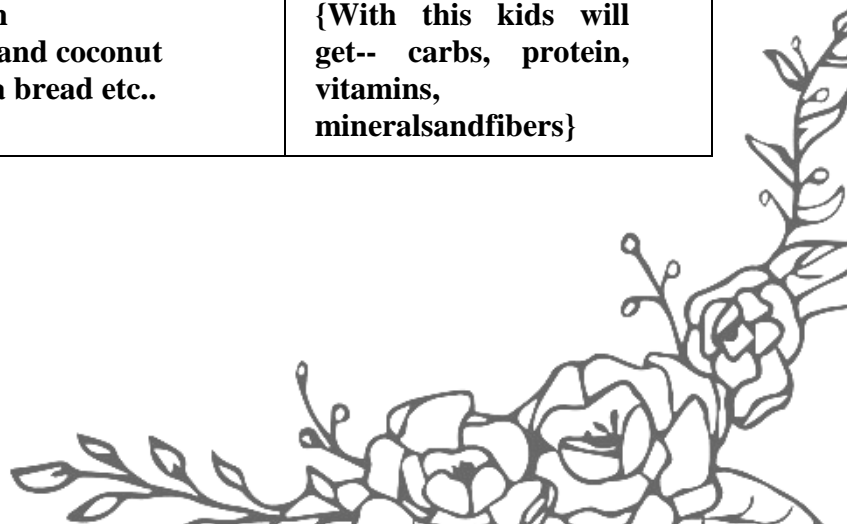 and coconut
bread etc..
{With this kids will
get-- carbs, protein,
vitamins,
mineralsandfibers}